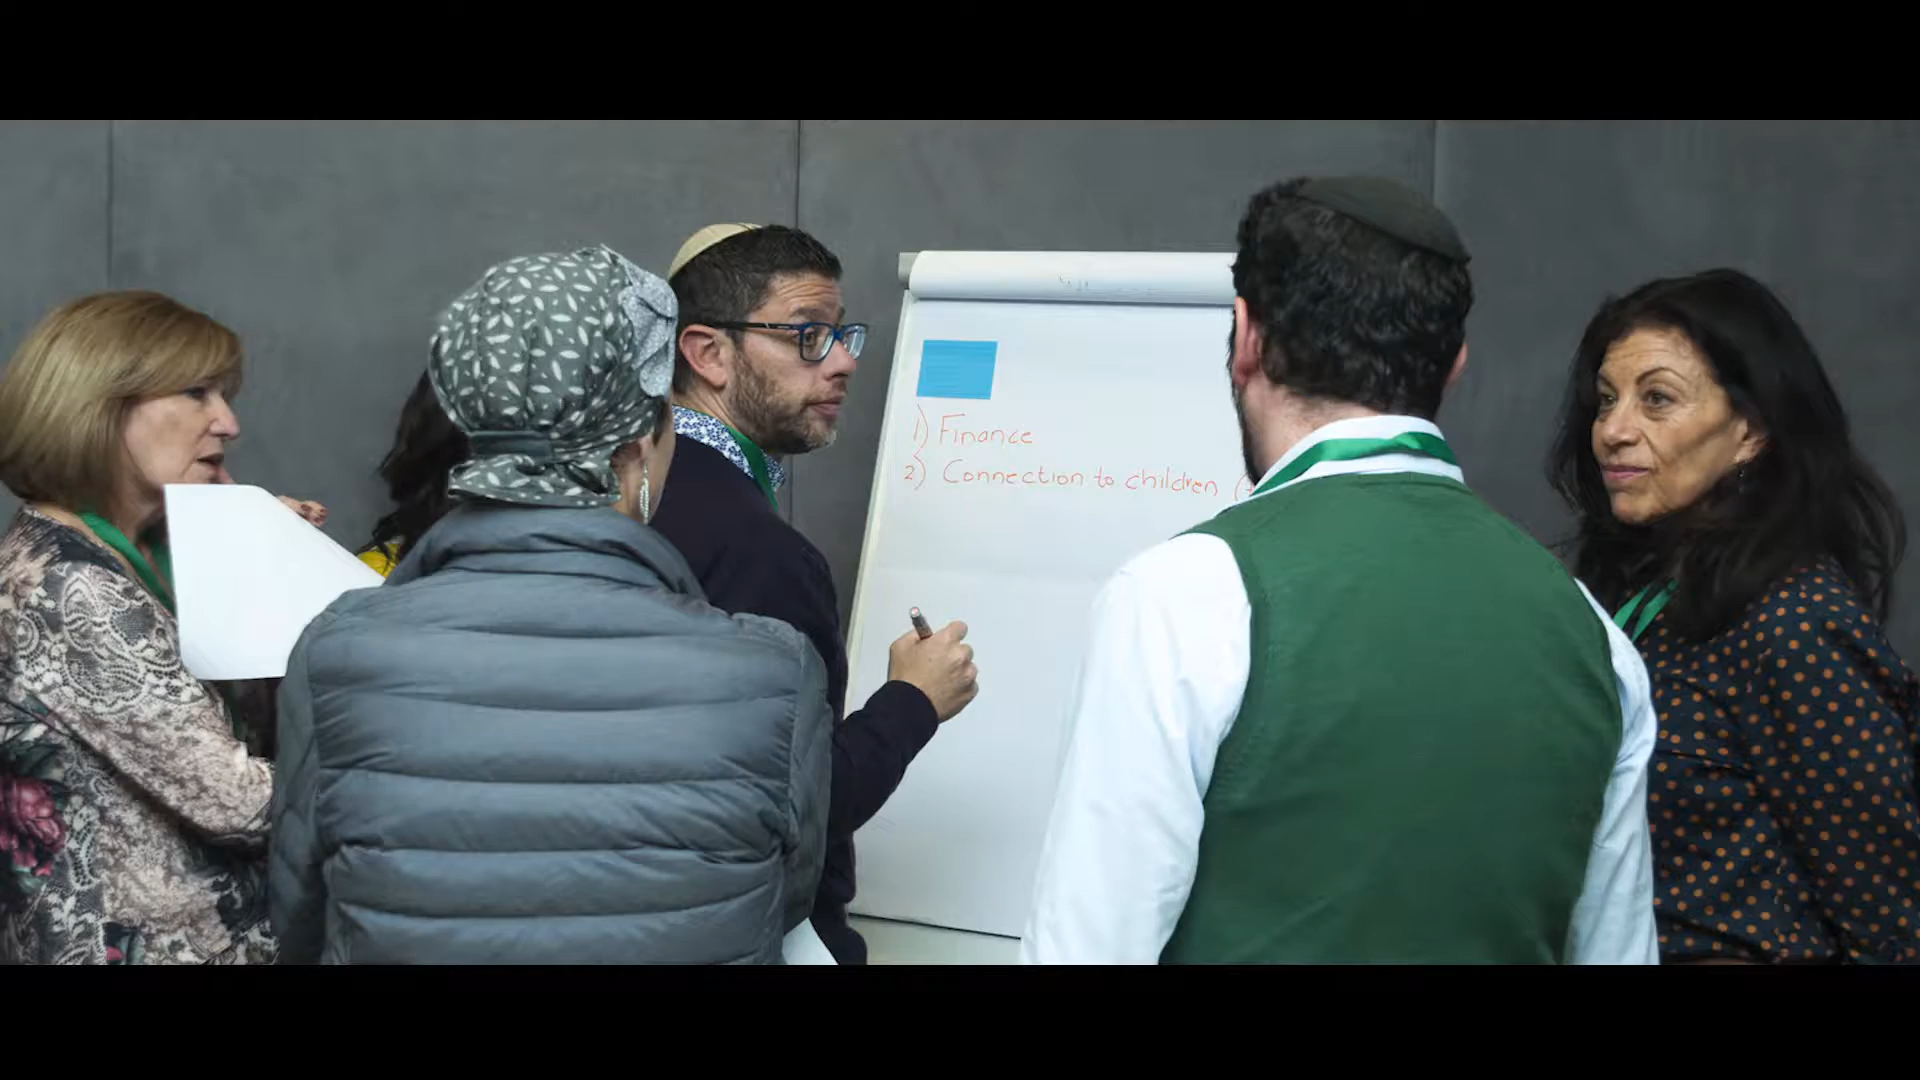 1) Finance
2) Connection to children (